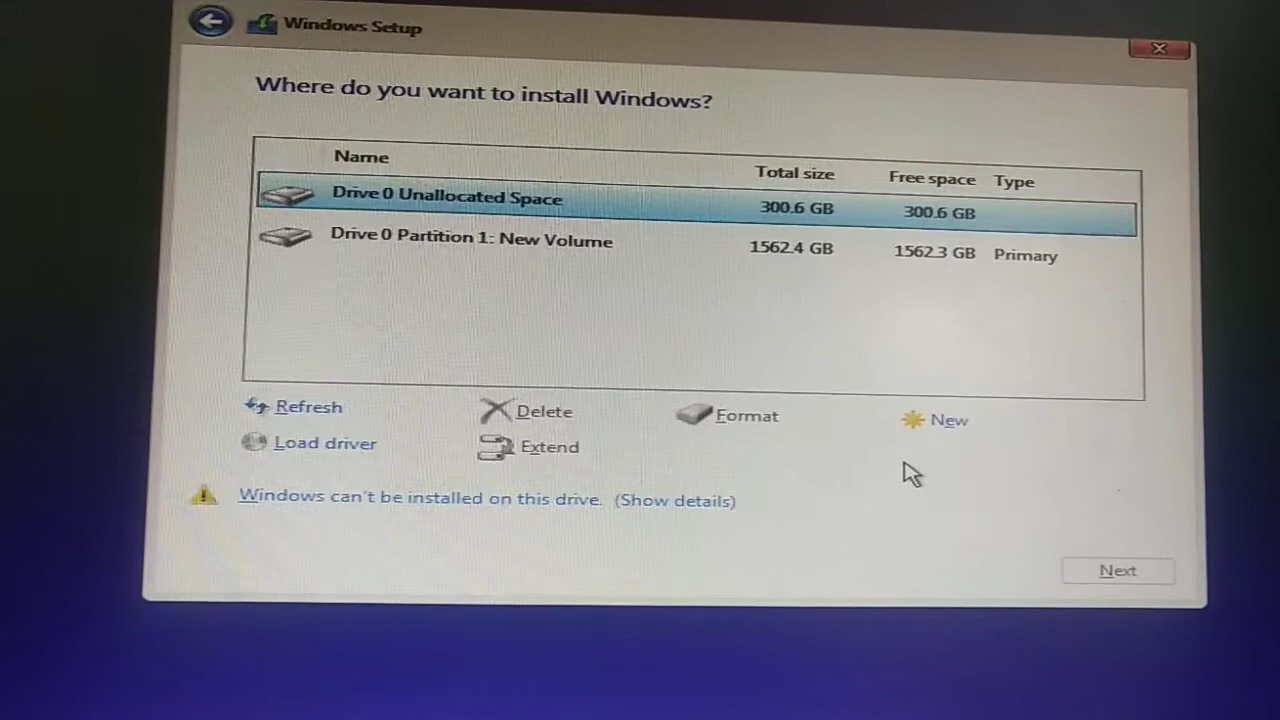 Windows Setup
Where do you want to install Windows?
Name Total size Free space Type
Drive 0 Unallocated Space 300.6 GB 300.6 GB
Drive 0 Partition 1: New Volume 1562.4 GB 1562.3 GB Primary
Refresh Delete Format New
Load driver Extend
Windows can't be installed on this drive. (Show details)
Next